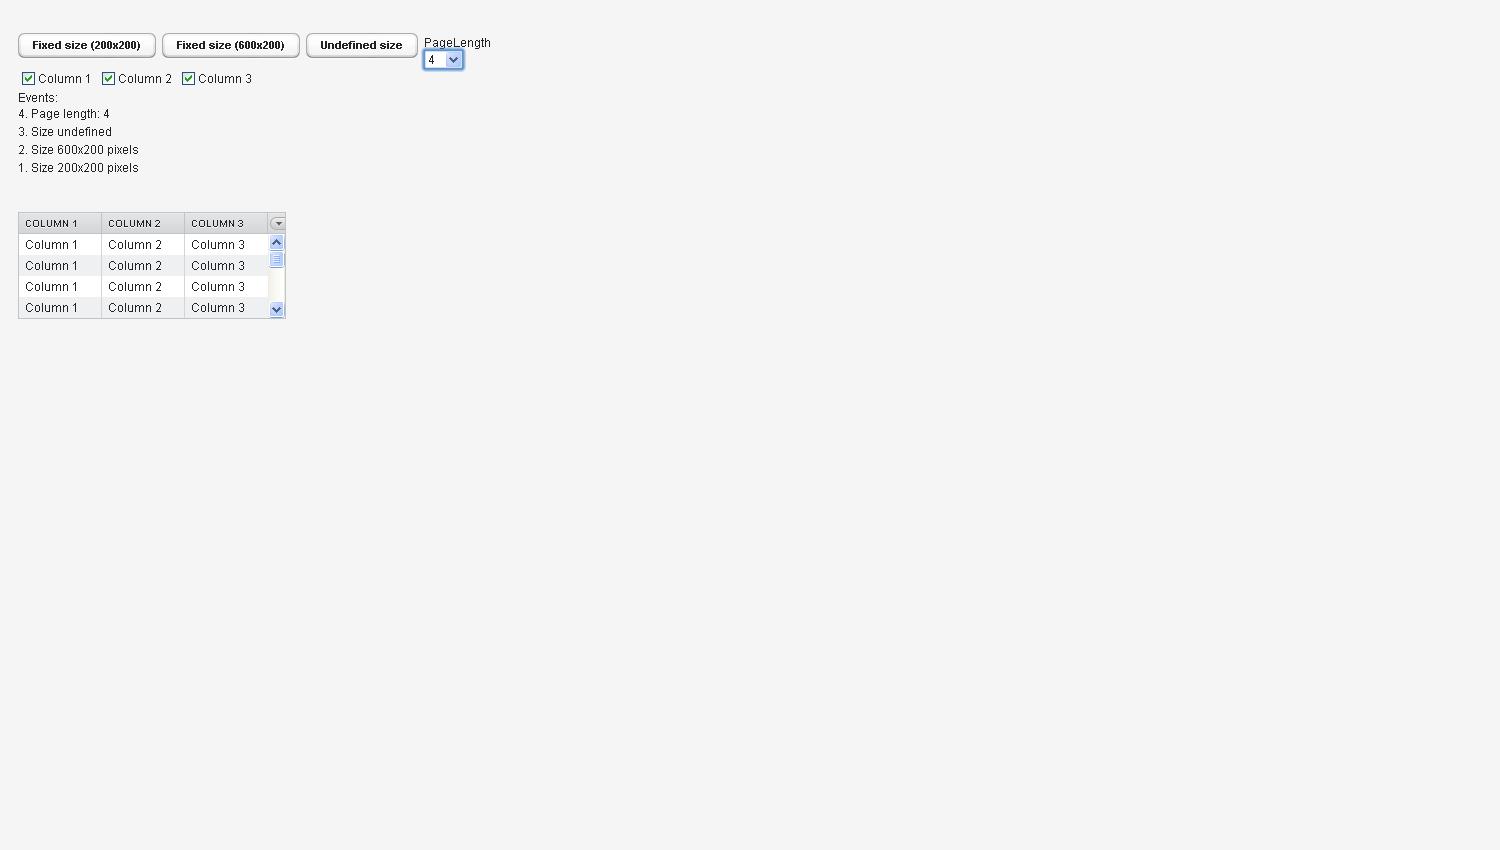 Fixed size (200x200) Fixed size (600x200) Undefined size PageLength
4
Column 1 Column 2 Column 3
Events:
4. Page length: 4
3. Size undefined
2. Size 600x200 pixels
1. Size 200x200 pixels
COLUMN 1 COLUMN 2 COLUMN 3
Column 1 Column 2 Column 3
Column 1 Column 2 Column 3
Column 1 Column 2 Column 3
Column 1 Column 2 Column 3